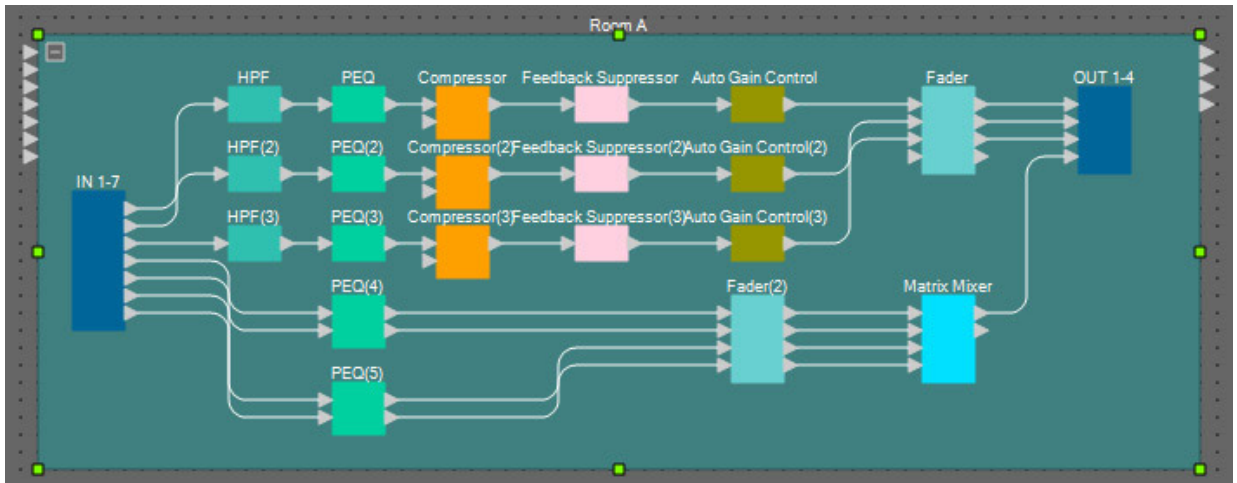 Room A
HPF PEQ Compressor Feedback Suppressor Auto Gain Control Fader OUT 1-4
HPF(2) PEQ(2) Compressor(2) Feedback Suppressor(2) Auto Gain Control(2)
IN 1-7
HPF(3) PEQ(3) Compressor(3) Feedback Suppressor(3) Auto Gain Control(3)
PEQ(4) Fader(2) Matrix Mixer
PEQ(5)